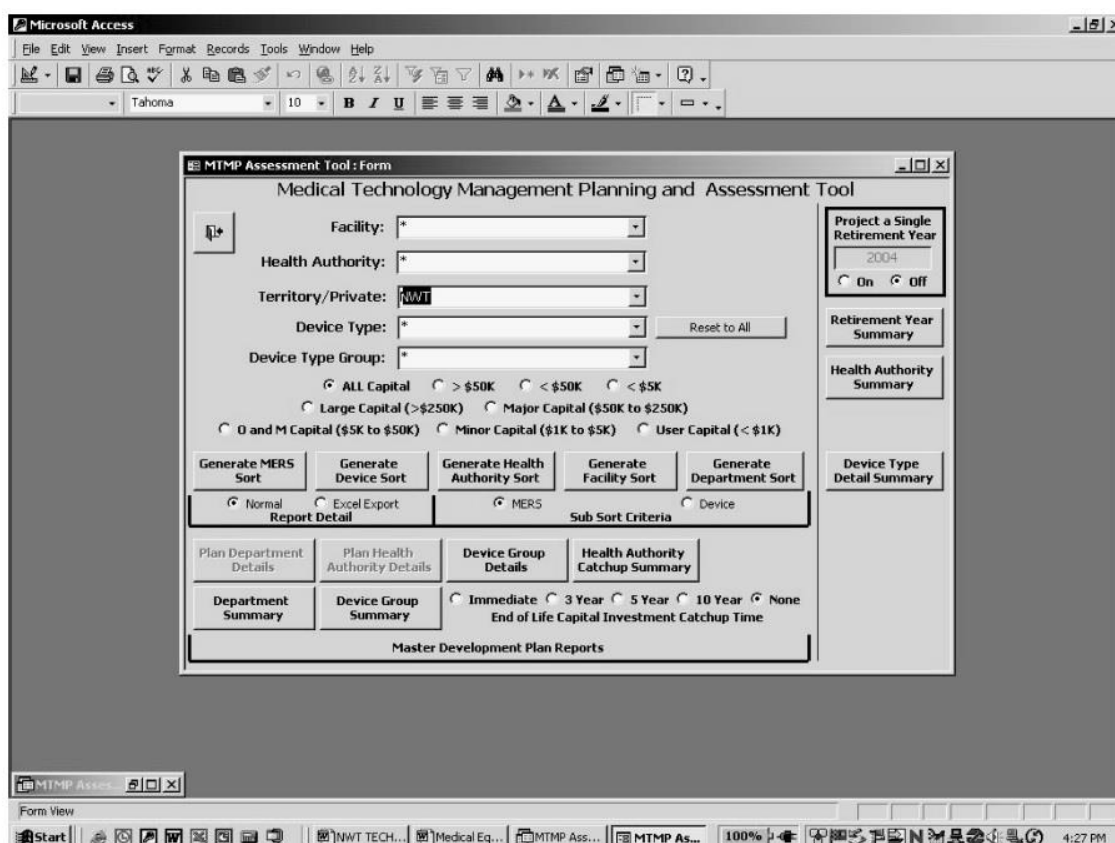 Microsoft Access
File Edit View Insert Format Records Tools Window Help
Tahoma 10 B I U
MTMP Assessment Tool : Form
Medical Technology Management Planning and Assessment Tool
Facility: *
Health Authority: *
Territory/Private: NWT
Device Type: * Reset to All
Device Type Group: *
ALL Capital > $50K < $50K < $5K
Large Capital (>$250K) Major Capital ($50K to $250K)
O and M Capital ($5K to $50K) Minor Capital ($1K to $5K) User Capital (< $1K)
Project a Single
Retirement Year
2004
On Off
Retirement Year
Summary
Health Authority
Summary
Generate MERS
Sort
Generate
Device Sort
Generate Health
Authority Sort
Generate
Facility Sort
Generate
Department Sort
Device Type
Detail Summary
Normal Excel Export
Report Detail
MERS Device
Sub Sort Criteria
Plan Department
Details
Plan Health
Authority Details
Device Group
Details
Health Authority
Catchup Summary
Department
Summary
Device Group
Summary
Immediate 3 Year 5 Year 10 Year None
End of Life Capital Investment Catchup Time
Master Development Plan Reports
MTMP Asses...
Form View
Start NWT TECH... Medical Eq... MTMP Ass... MTMP As... 100% 4:27 PM